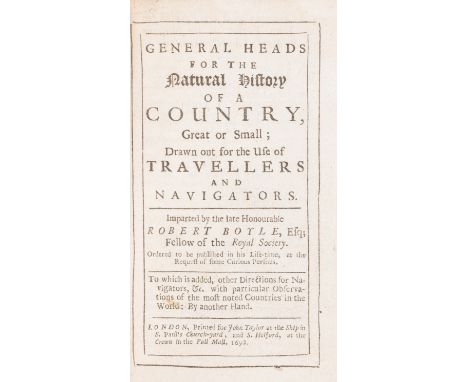 GENERAL HEADS
FOR THE
Natural History
OF A
COUNTRY,
Great or Small;
Drawn out for the Use of
TRAVELLERS
AND
NAVIGATORS.
Imparted by the late Honourable
ROBERT BOYLE, Esq;
Fellow of the Royal Society.
Ordered to be published in his Life-time, at the
Request of some Curious Persons.
To which is added, other Directions for Na-
vigators, &c. with particular Observa-
tions of the most noted Countries in the
World: By another Hand.
LONDON, Printed for John Taylor at the Ship in
S. Paul's Church-yard, and S. Holford, at the
Crown in the Pall Mall, 1692.